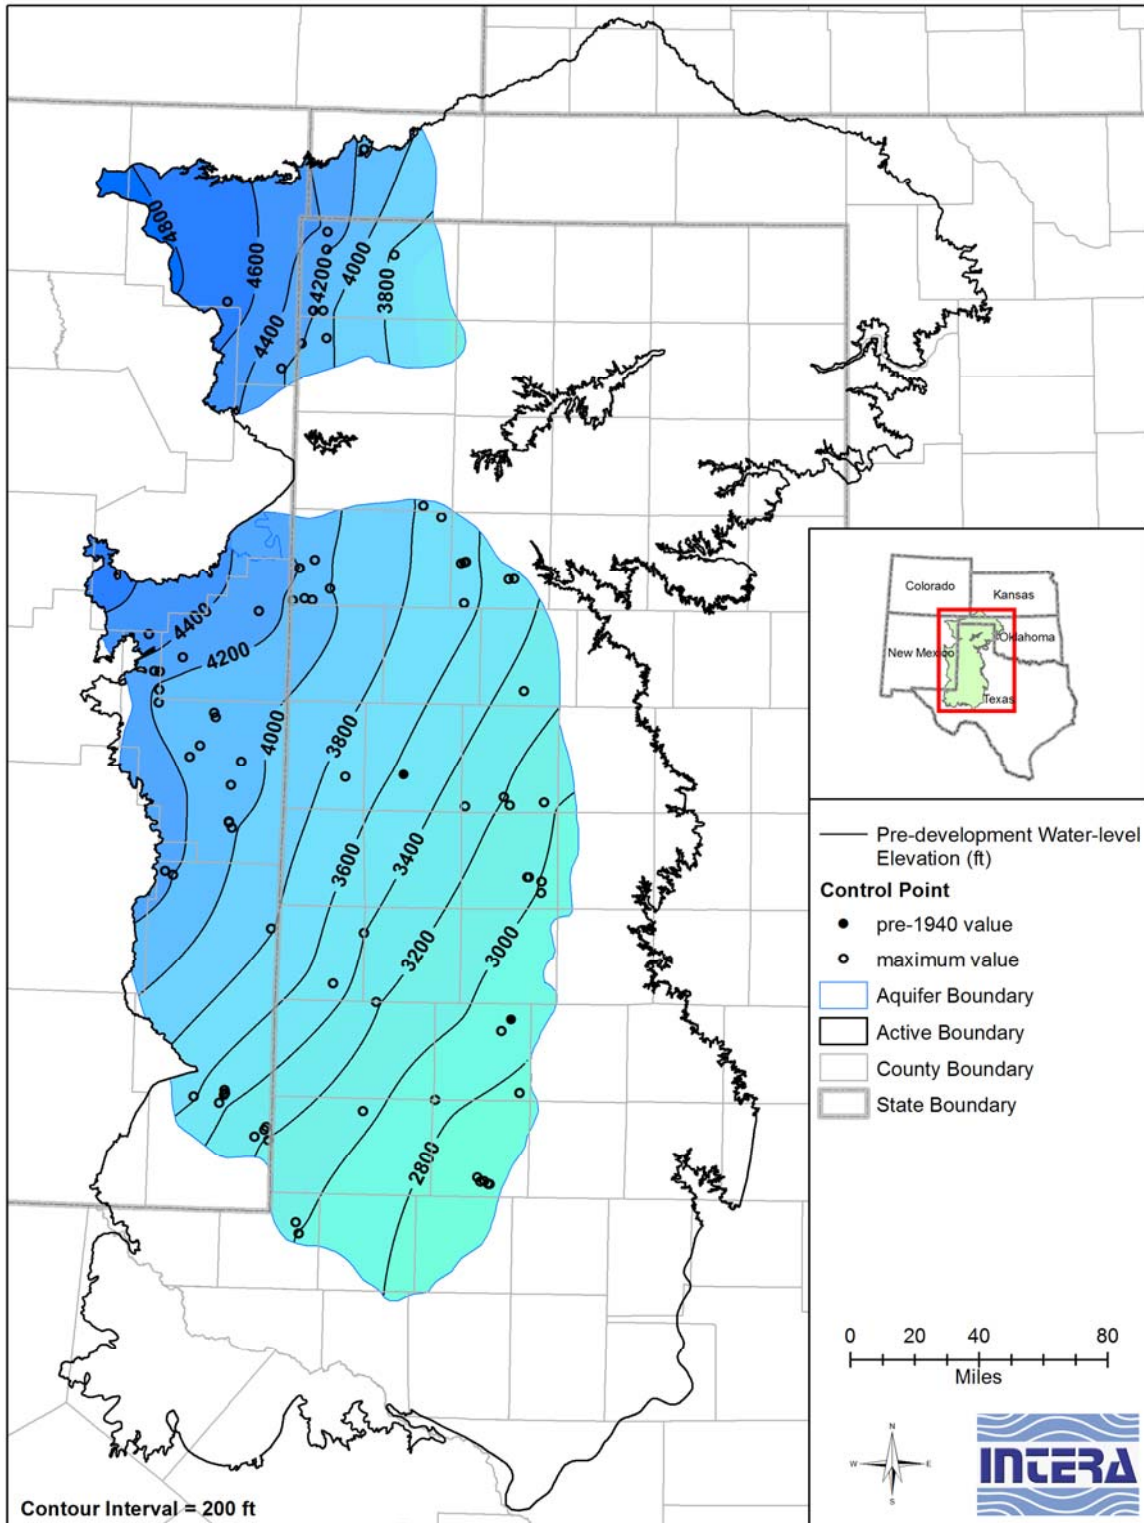 4800
4600
4400
4200
4000
3800
4400
4200
4000
3800
3600
3400
3200
3000
2800
Colorado
Kansas
New Mexico
Oklahoma
Texas
Pre-development Water-level
Elevation (ft)
Control Point
pre-1940 value
maximum value
Aquifer Boundary
Active Boundary
County Boundary
State Boundary
0 20 40 80
Miles
N
W E
S
INTERA
Contour Interval = 200 ft